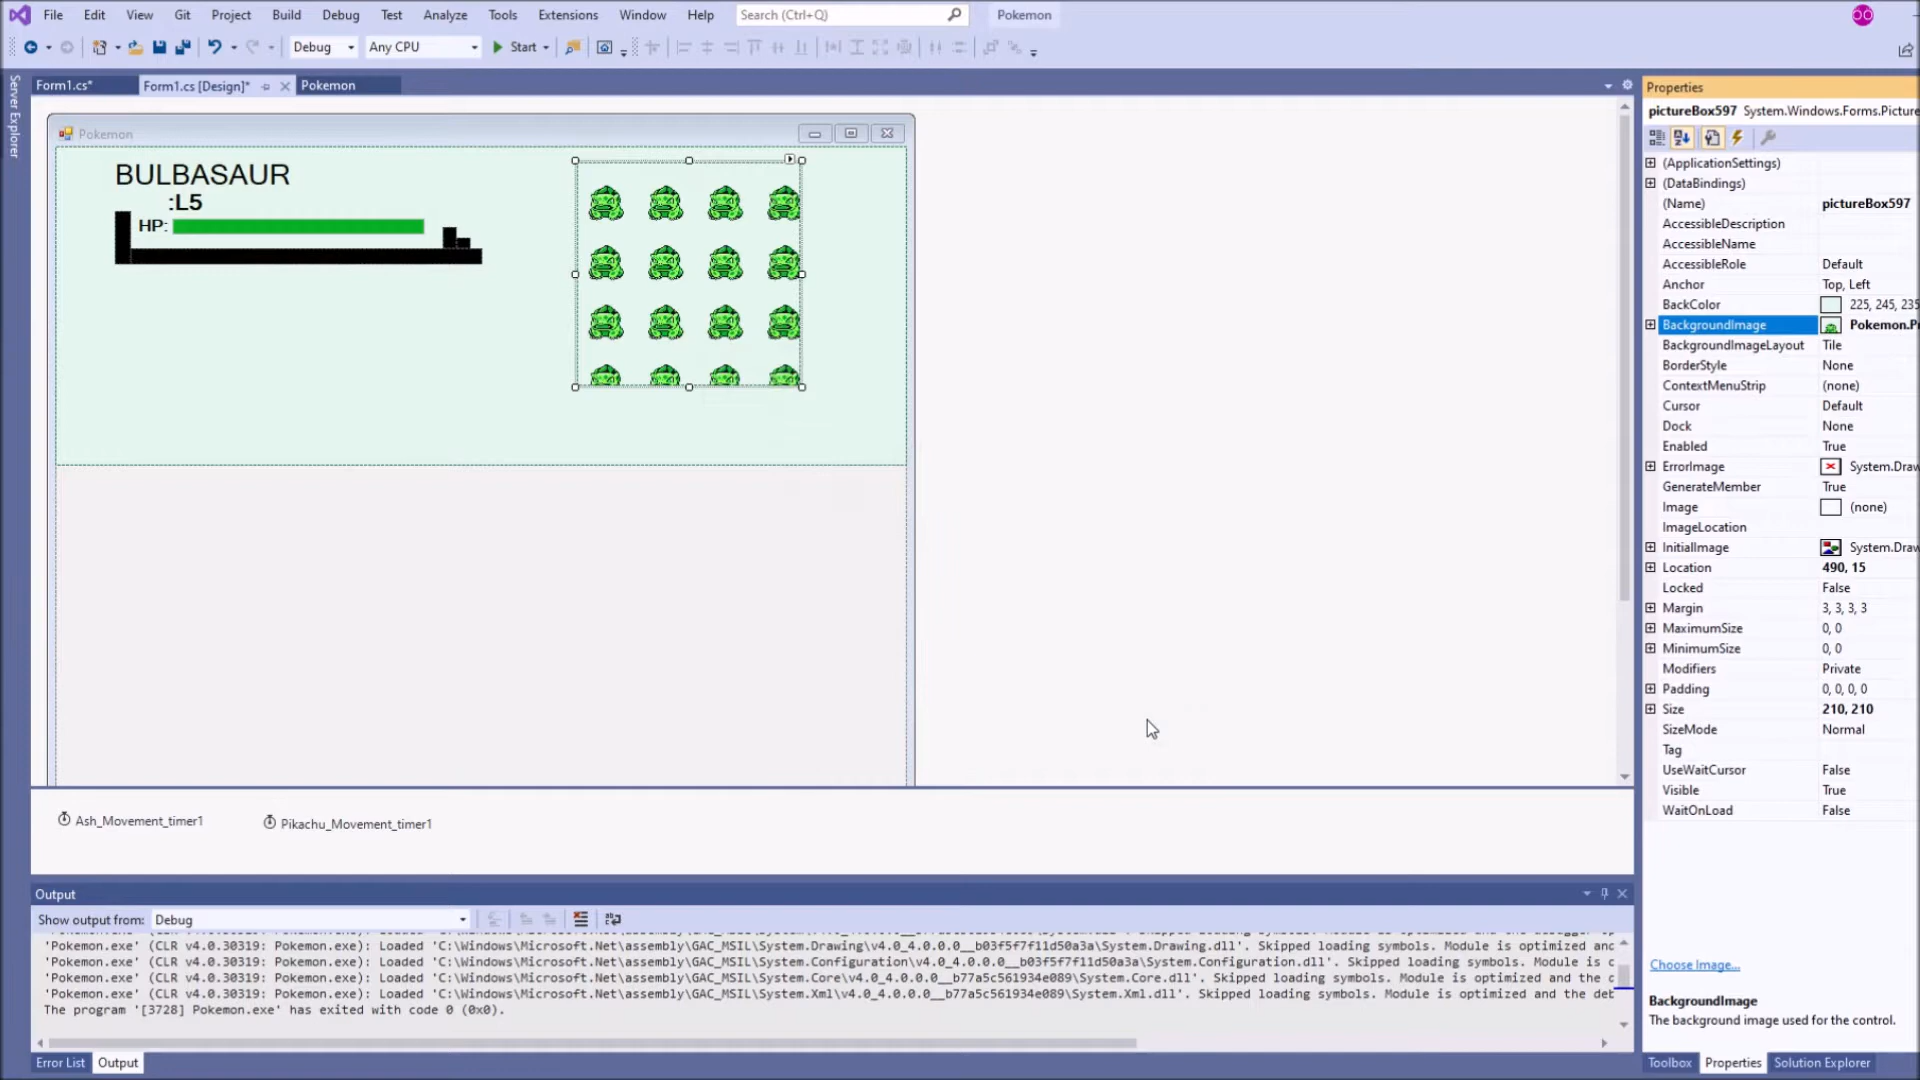 File Edit View Git Project Build Debug Test Analyze Tools Extensions Window Help Search (Ctrl+Q) Pokemon
Debug Any CPU Start
Server Explorer
Form1.cs* Form1.cs [Design]* Pokemon
Pokemon
BULBASAUR
:L5
HP:
Ash_Movement_timer1 Pikachu_Movement_timer1
Output
Show output from: Debug
'Pokemon.exe' (CLR v4.0.30319: Pokemon.exe): Loaded 'C:\Windows\Microsoft.Net\assembly\GAC_MSIL\System.Drawing\v4.0_4.0.0.0__b03f5f7f11d50a3a\System.Drawing.dll'. Skipped loading symbols. Module is optimized and
'Pokemon.exe' (CLR v4.0.30319: Pokemon.exe): Loaded 'C:\Windows\Microsoft.Net\assembly\GAC_MSIL\System.Configuration\v4.0_4.0.0.0__b03f5f7f11d50a3a\System.Configuration.dll'. Skipped loading symbols. Module is c
'Pokemon.exe' (CLR v4.0.30319: Pokemon.exe): Loaded 'C:\Windows\Microsoft.Net\assembly\GAC_MSIL\System.Core\v4.0_4.0.0.0__b77a5c561934e089\System.Core.dll'. Skipped loading symbols. Module is optimized and the c
'Pokemon.exe' (CLR v4.0.30319: Pokemon.exe): Loaded 'C:\Windows\Microsoft.Net\assembly\GAC_MSIL\System.Xml\v4.0_4.0.0.0__b77a5c561934e089\System.Xml.dll'. Skipped loading symbols. Module is optimized and the deb
The program '[3728] Pokemon.exe' has exited with code 0 (0x0).
Error List Output
Properties
pictureBox597 System.Windows.Forms.Picture
(ApplicationSettings)
(DataBindings)
(Name) pictureBox597
AccessibleDescription
AccessibleName
AccessibleRole Default
Anchor Top, Left
BackColor 225, 245, 235
BackgroundImage Pokemon.P
BackgroundImageLayout Tile
BorderStyle None
ContextMenuStrip (none)
Cursor Default
Dock None
Enabled True
ErrorImage System.Draw
GenerateMember True
Image (none)
ImageLocation
InitialImage System.Draw
Location 490, 15
Locked False
Margin 3, 3, 3, 3
MaximumSize 0, 0
MinimumSize 0, 0
Modifiers Private
Padding 0, 0, 0, 0
Size 210, 210
SizeMode Normal
Tag
UseWaitCursor False
Visible True
WaitOnLoad False
Choose Image...
BackgroundImage
The background image used for the control.
Toolbox Properties Solution Explorer